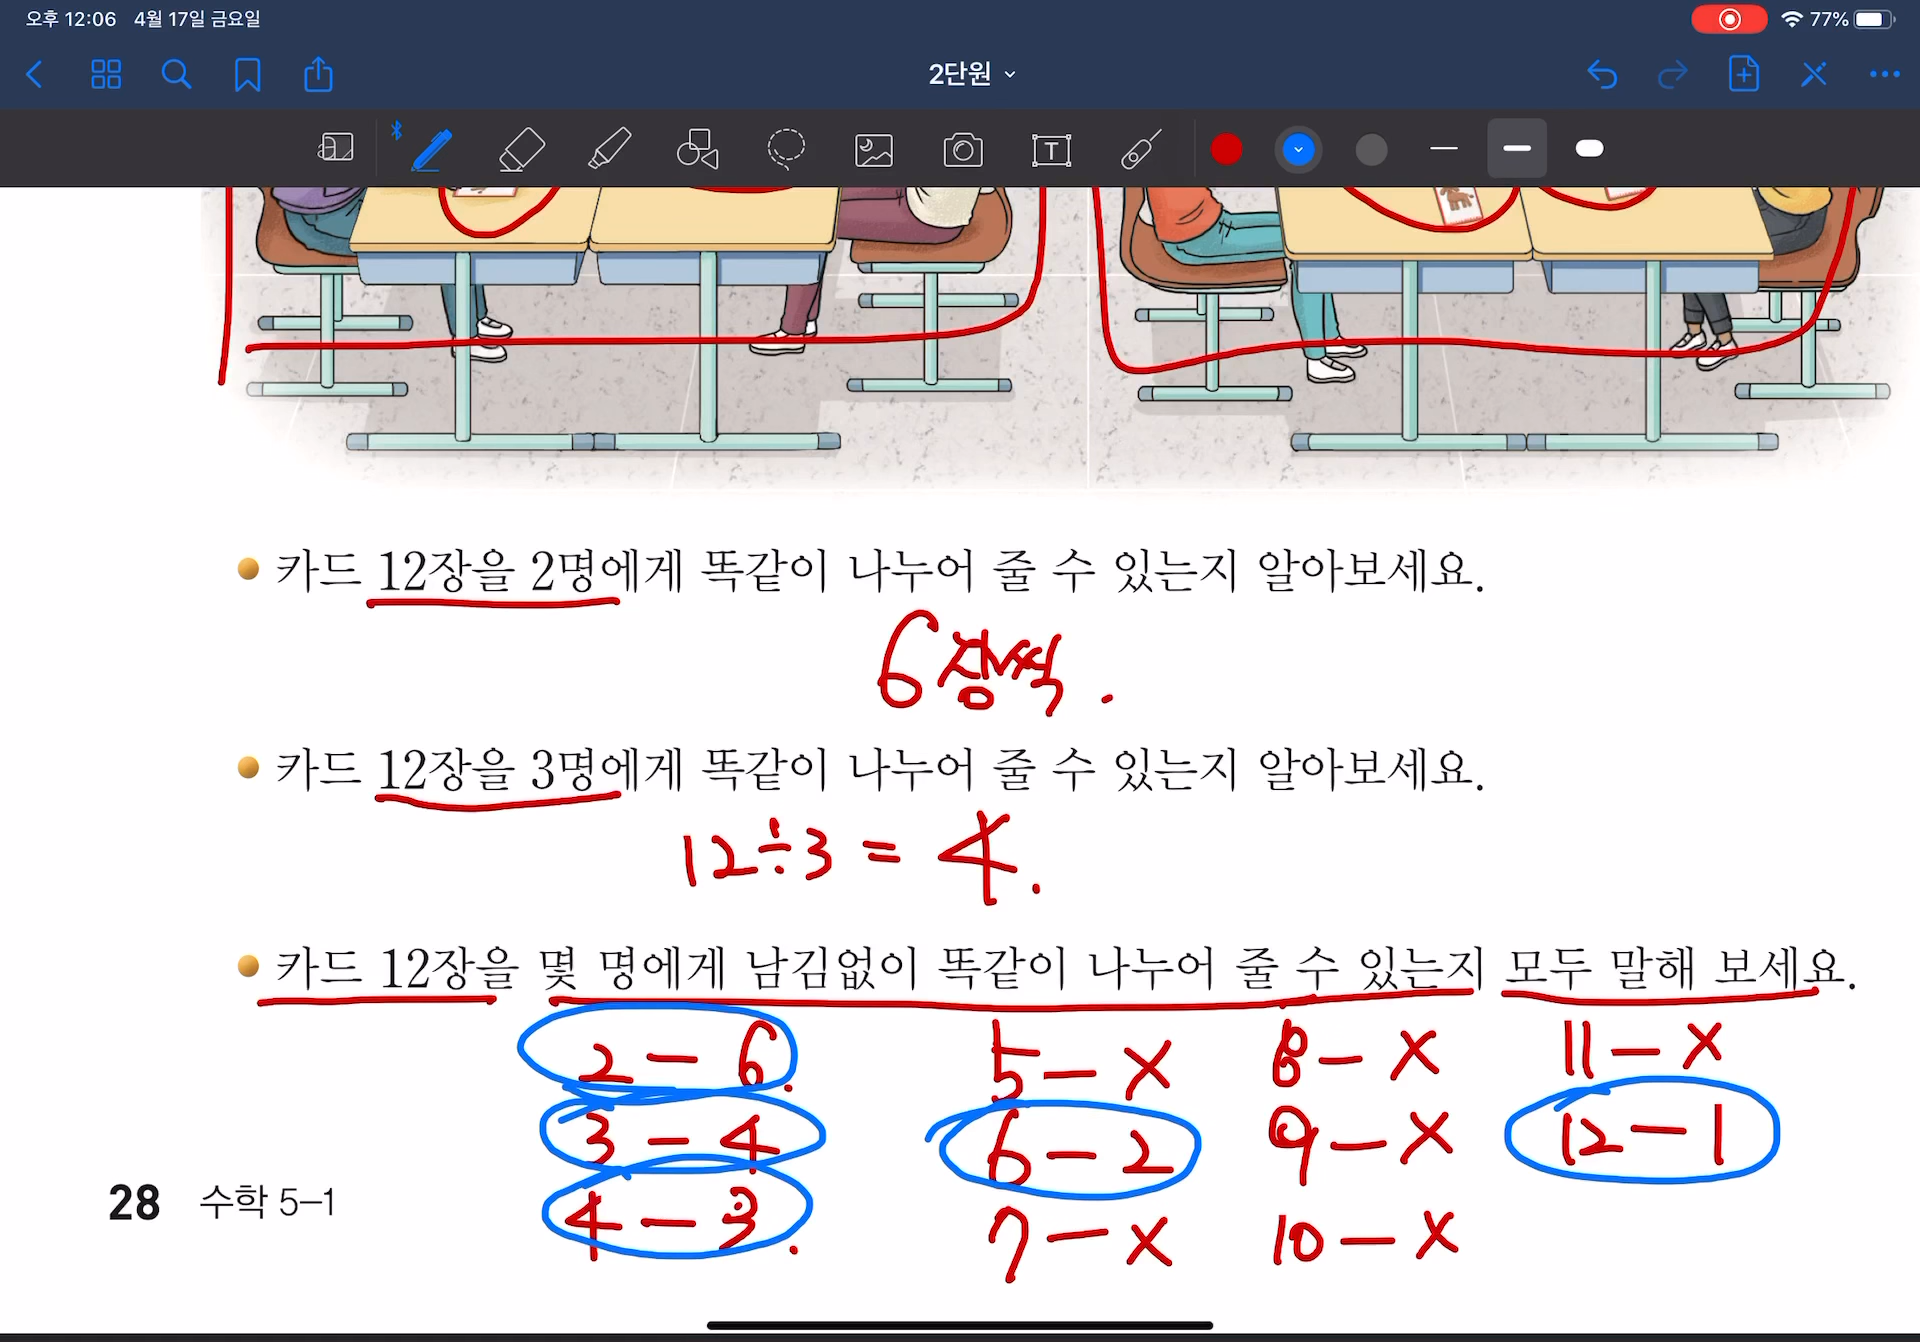 오후 12:06 4월 17일 금요일 77%
2단원
카드 12장을 2명에게 똑같이 나누어 줄 수 있는지 알아보세요.
6장씩.
카드 12장을 3명에게 똑같이 나누어 줄 수 있는지 알아보세요.
12÷3 = 4.
카드 12장을 몇 명에게 남김없이 똑같이 나누어 줄 수 있는지 모두 말해 보세요.
2 - 6. 5 - X 8 - X 11 - X
3 - 4 6 - 2 9 - X 12 - 1
4 - 3. 7 - X 10 - X
28 수학 5-1